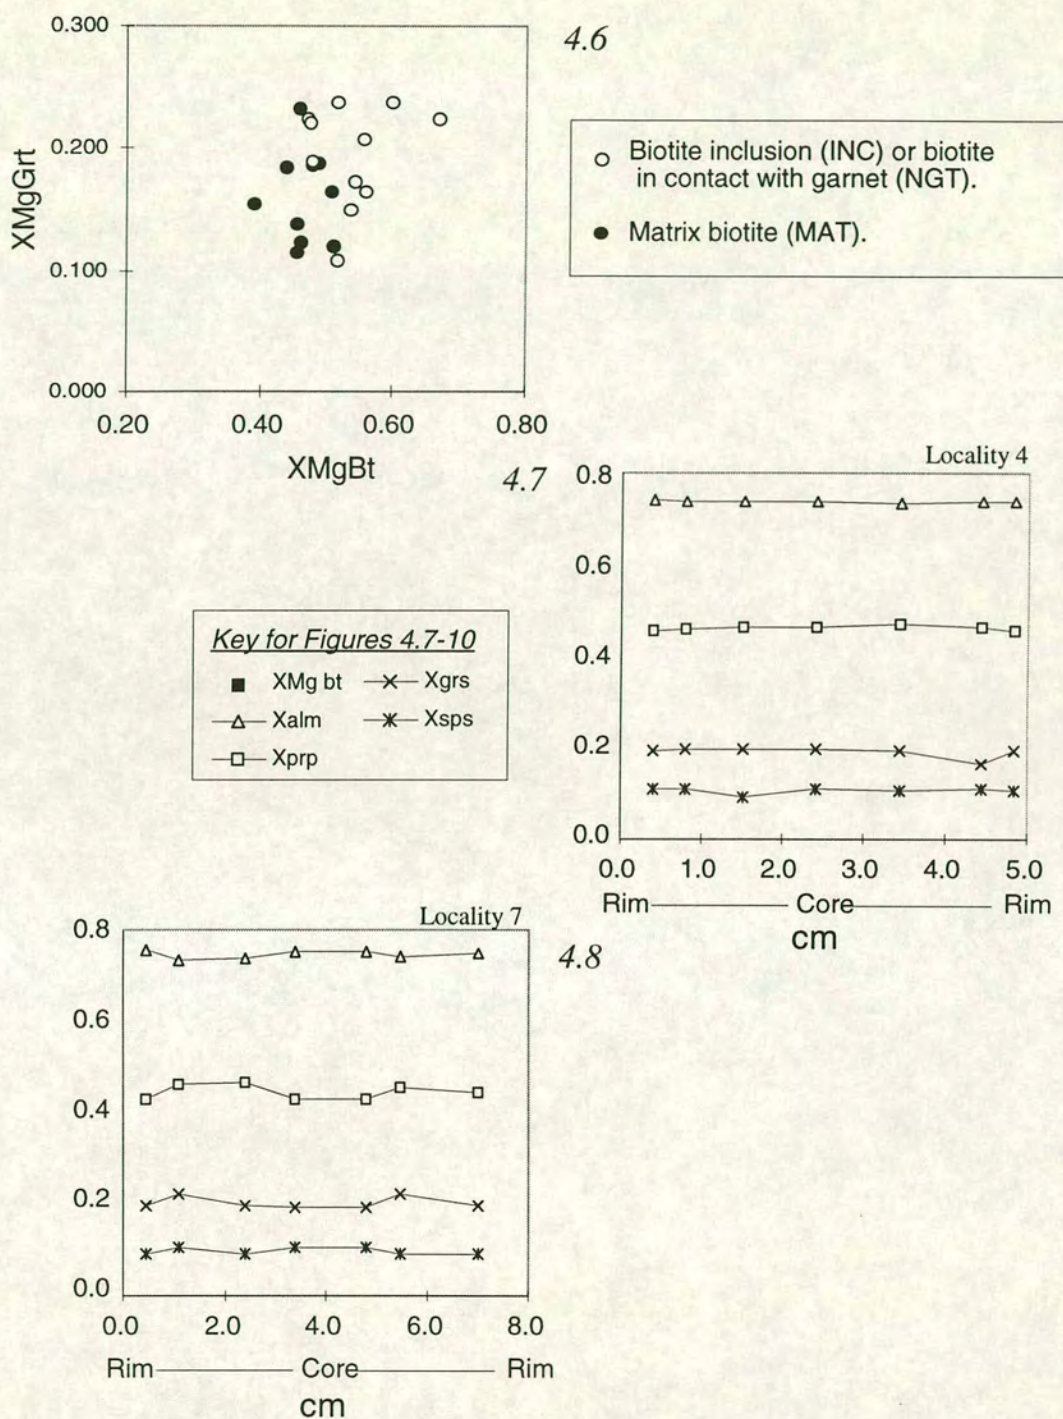 4.6
0.300
0.200
0.100
0.000
XMgGrt
0.20 0.40 0.60 0.80
XMgBt
Biotite inclusion (INC) or biotite
in contact with garnet (NGT).
Matrix biotite (MAT).
4.7
Locality 4
0.8
0.6
0.4
0.2
0.0
0.0 1.0 2.0 3.0 4.0 5.0
Rim Core Rim
cm
Key for Figures 4.7-10
XMg bt Xgrs
Xalm Xsps
Xprp
Locality 7
4.8
0.8
0.6
0.4
0.2
0.0
0.0 2.0 4.0 6.0 8.0
Rim Core Rim
cm